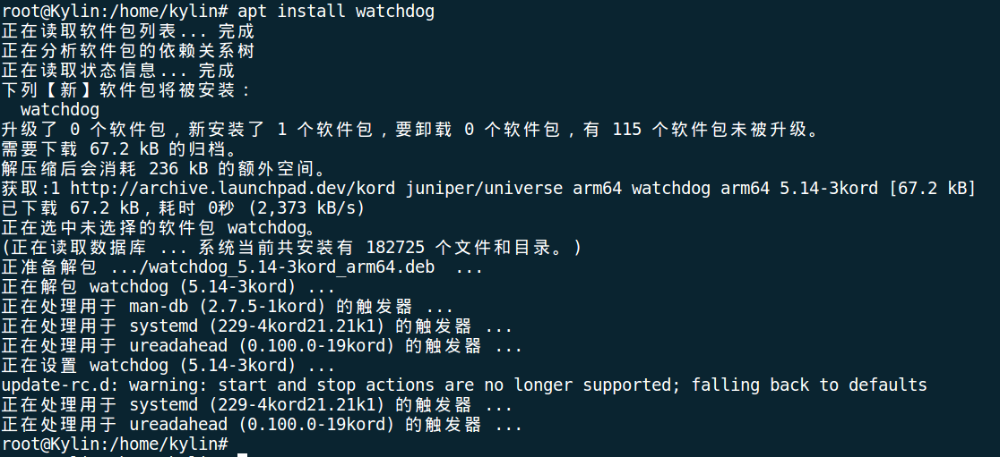 root@Kylin:/home/kylin# apt install watchdog
正在读取软件包列表... 完成
正在分析软件包的依赖关系树
正在读取状态信息... 完成
下列【新】软件包将被安装：
  watchdog
升级了 0 个软件包，新安装了 1 个软件包，要卸载 0 个软件包，有 115 个软件包未被升级。
需要下载 67.2 kB 的归档。
解压缩后会消耗 236 kB 的额外空间。
获取:1 http://archive.launchpad.dev/kord juniper/universe arm64 watchdog arm64 5.14-3kord [67.2 kB]
已下载 67.2 kB，耗时 0秒 (2,373 kB/s)
正在选中未选择的软件包 watchdog。
(正在读取数据库 ... 系统当前共安装有 182725 个文件和目录。)
正准备解包 .../watchdog_5.14-3kord_arm64.deb  ...
正在解包 watchdog (5.14-3kord) ...
正在处理用于 man-db (2.7.5-1kord) 的触发器 ...
正在处理用于 systemd (229-4kord21.21k1) 的触发器 ...
正在处理用于 ureadahead (0.100.0-19kord) 的触发器 ...
正在设置 watchdog (5.14-3kord) ...
update-rc.d: warning: start and stop actions are no longer supported; falling back to defaults
正在处理用于 systemd (229-4kord21.21k1) 的触发器 ...
正在处理用于 ureadahead (0.100.0-19kord) 的触发器 ...
root@Kylin:/home/kylin#